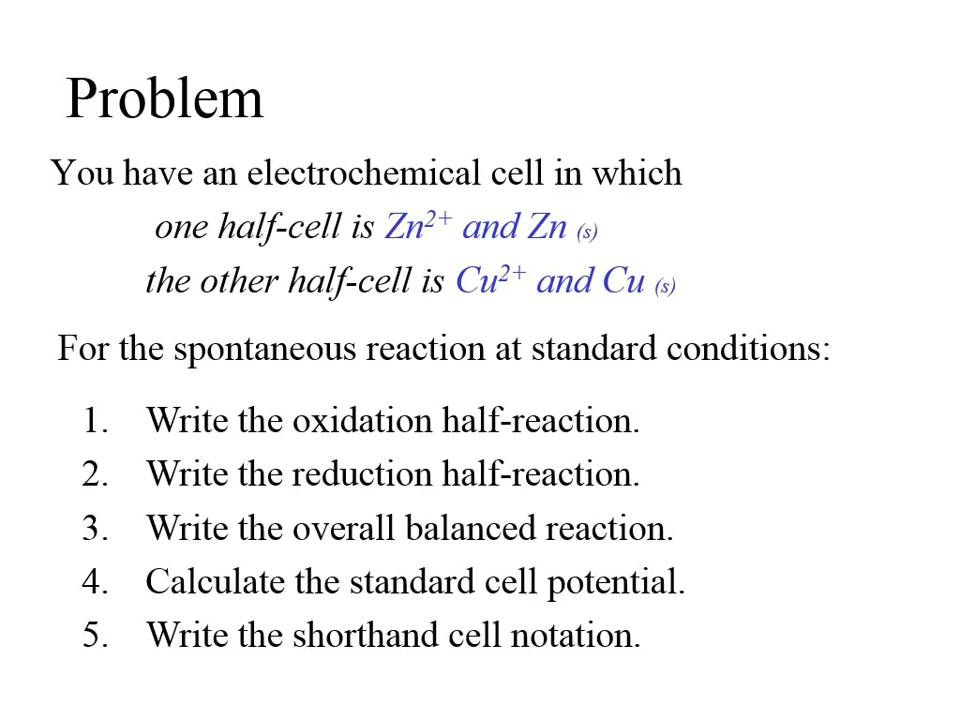 Problem
You have an electrochemical cell in which
one half-cell is Zn²⁺ and Zn (s)
the other half-cell is Cu²⁺ and Cu (s)
For the spontaneous reaction at standard conditions:
1. Write the oxidation half-reaction.
2. Write the reduction half-reaction.
3. Write the overall balanced reaction.
4. Calculate the standard cell potential.
5. Write the shorthand cell notation.